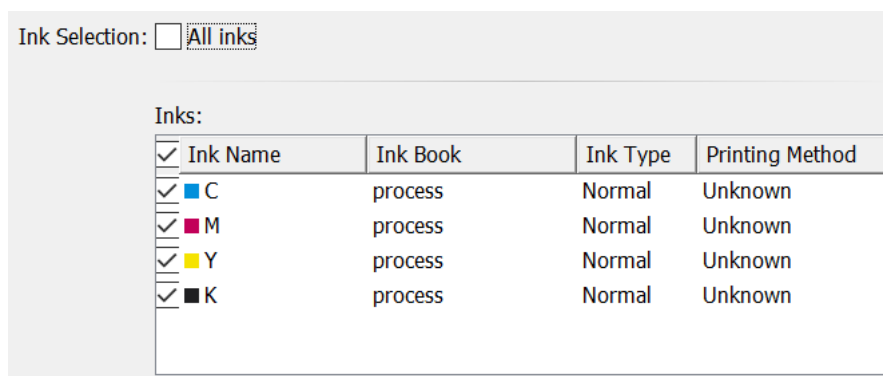 Ink Selection: All inks
Inks:
Ink Name Ink Book Ink Type Printing Method
C process Normal Unknown
M process Normal Unknown
Y process Normal Unknown
K process Normal Unknown